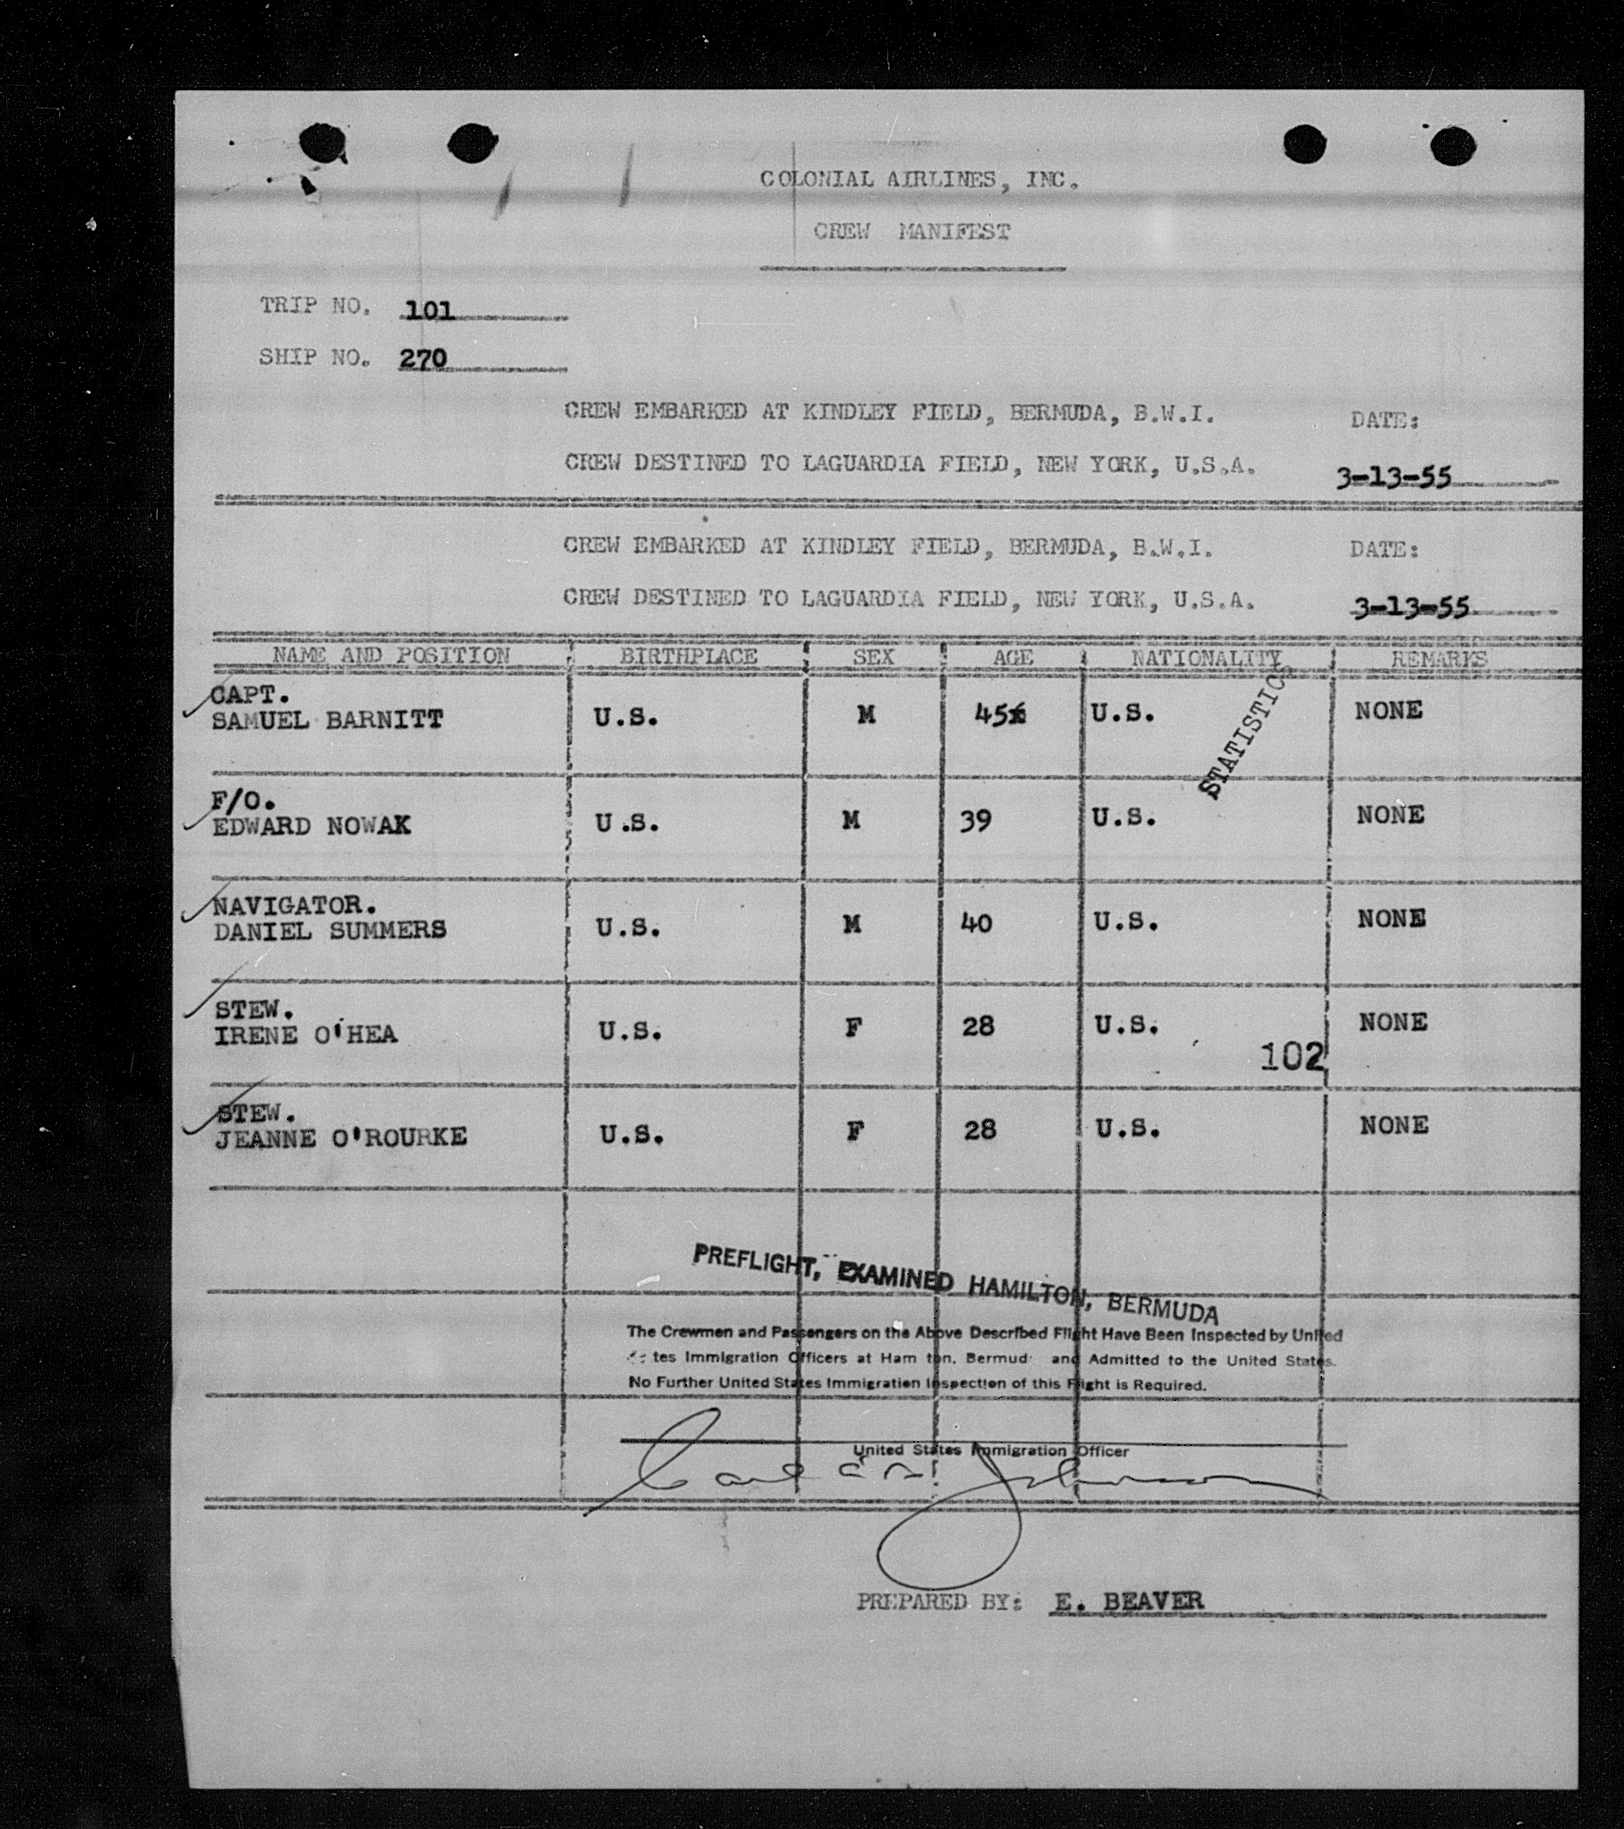 COLONIAL AIRLINES, INC.
CREW MANIFEST
TRIP NO. 101
SHIP NO. 270
CREW EMBARKED AT KINDLEY FIELD, BERMUDA, B.W.I. DATE:
CREW DESTINED TO LAGUARDIA FIELD, NEW YORK, U.S.A. 3-13-55
CREW EMBARKED AT KINDLEY FIELD, BERMUDA, B.W.I. DATE:
CREW DESTINED TO LAGUARDIA FIELD, NEW YORK, U.S.A. 3-13-55
NAME AND POSITION BIRTHPLACE SEX AGE NATIONALITY REMARKS
CAPT.
SAMUEL BARNITT U.S. M 45 U.S. NONE
STATISTICS
F/O.
EDWARD NOWAK U.S. M 39 U.S. NONE
NAVIGATOR.
DANIEL SUMMERS U.S. M 40 U.S. NONE
STEW.
IRENE O'HEA U.S. F 28 U.S. NONE
102
STEW.
JEANNE O'ROURKE U.S. F 28 U.S. NONE
PREFLIGHT, EXAMINED HAMILTON, BERMUDA
The Crewmen and Passengers on the Above Described Flight Have Been Inspected by United
tes Immigration Officers at Ham ton, Bermud and Admitted to the United States.
No Further United States Immigration Inspection of this Flight is Required.
United States Immigration Officer
Johnson
PREPARED BY: E. BEAVER